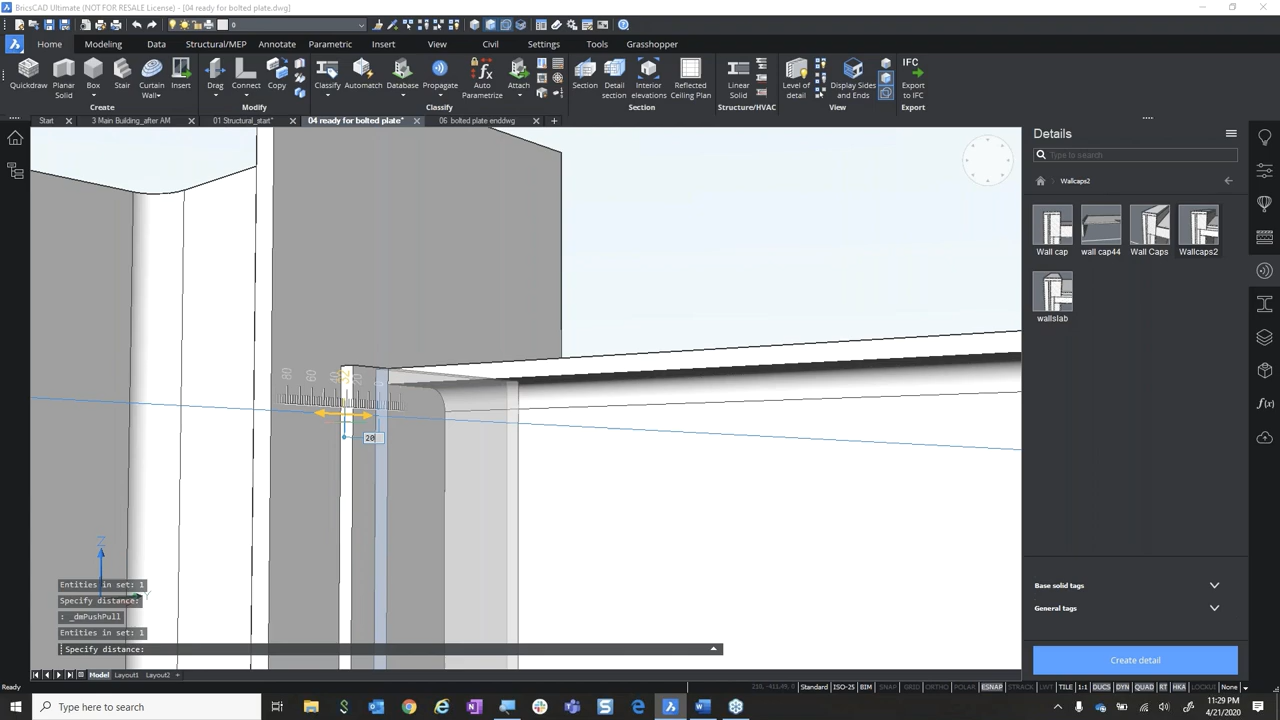 BricsCAD Ultimate (NOT FOR RESALE License) - [04 ready for bolted plate.dwg]
0
Home Modeling Data Structural/MEP Annotate Parametric Insert View Civil Settings Tools Grasshopper
Quickdraw Planar Solid Box Stair Curtain Wall Insert Drag Connect Copy Classify Automatch Database Propagate Auto Parametrize Attach Section Detail section Interior elevations Reflected Ceiling Plan Linear Solid Level of detail Display Sides and Ends IFC Export to IFC
Create Modify Classify Section Structure/HVAC View Export
Start 3 Main Building_after AM 01 Structural_start* 04 ready for bolted plate* 06 bolted plate enddwg
Details
Type to search
Wallcaps2
Wall cap wall cap44 Wall Caps Wallcaps2
wallslab
80 60 40 20 0
20
Z
Y
Entities in set: 1
Specify distance:
: _dmPushPull
Entities in set: 1
Specify distance:
Base solid tags
General tags
Create detail
Model Layout1 Layout2 +
Ready
Standard ISO-25 BIM SNAP GRID ORTHO POLAR ESNAP STRACK LWT TILE 1:1 DUCS DYN QUAD RT HKA LOCKUI None
Type here to search
11:29 PM
4/21/2020